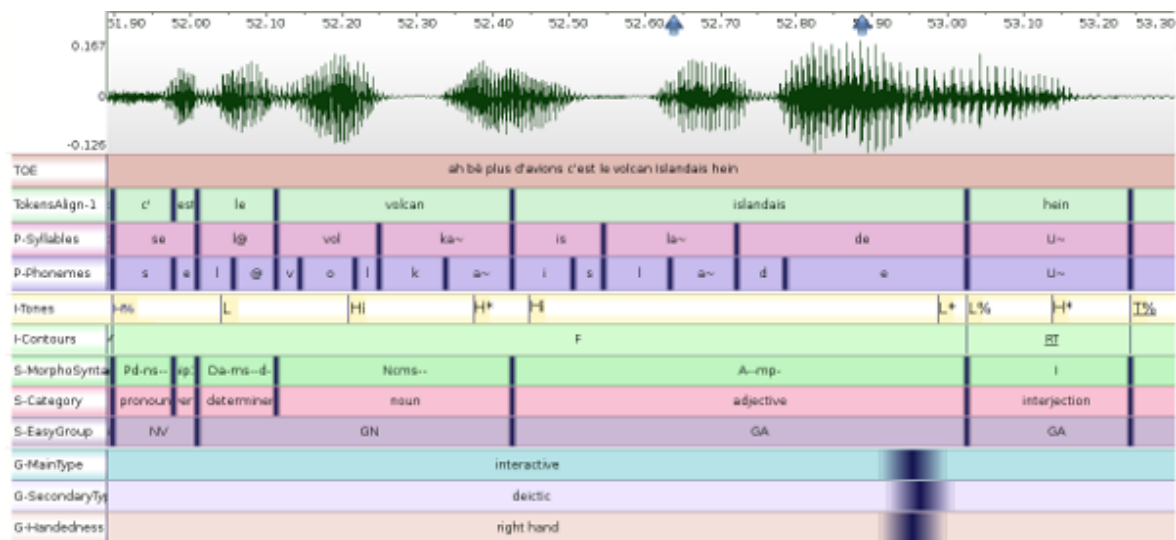 51.90 52.00 52.10 52.20 52.30 52.40 52.50 52.60 52.70 52.80 52.90 53.00 53.10 53.20 53.30
0.167
0
-0.126
TOE ah bè plus d'avions c'est le volcan Islandais hein
TokensAlign-1 c' est le volcan islandais hein
P-Syllables se l@ vol ka~ is la~ de U~
P-Phonemes s e l @ v o l k a~ i s l a~ d e U~
I-Tones H% L Hi H* Hi L* L% H* T%
I-Contours F RT
S-MorphoSynta Pd-ns-- Da-ms--d- Ncms-- A--mp- I
S-Category pronoun ver determiner noun adjective interjection
S-EasyGroup NV GN GA GA
G-MainType interactive
G-SecondaryTy deictic
G-Handedness right hand